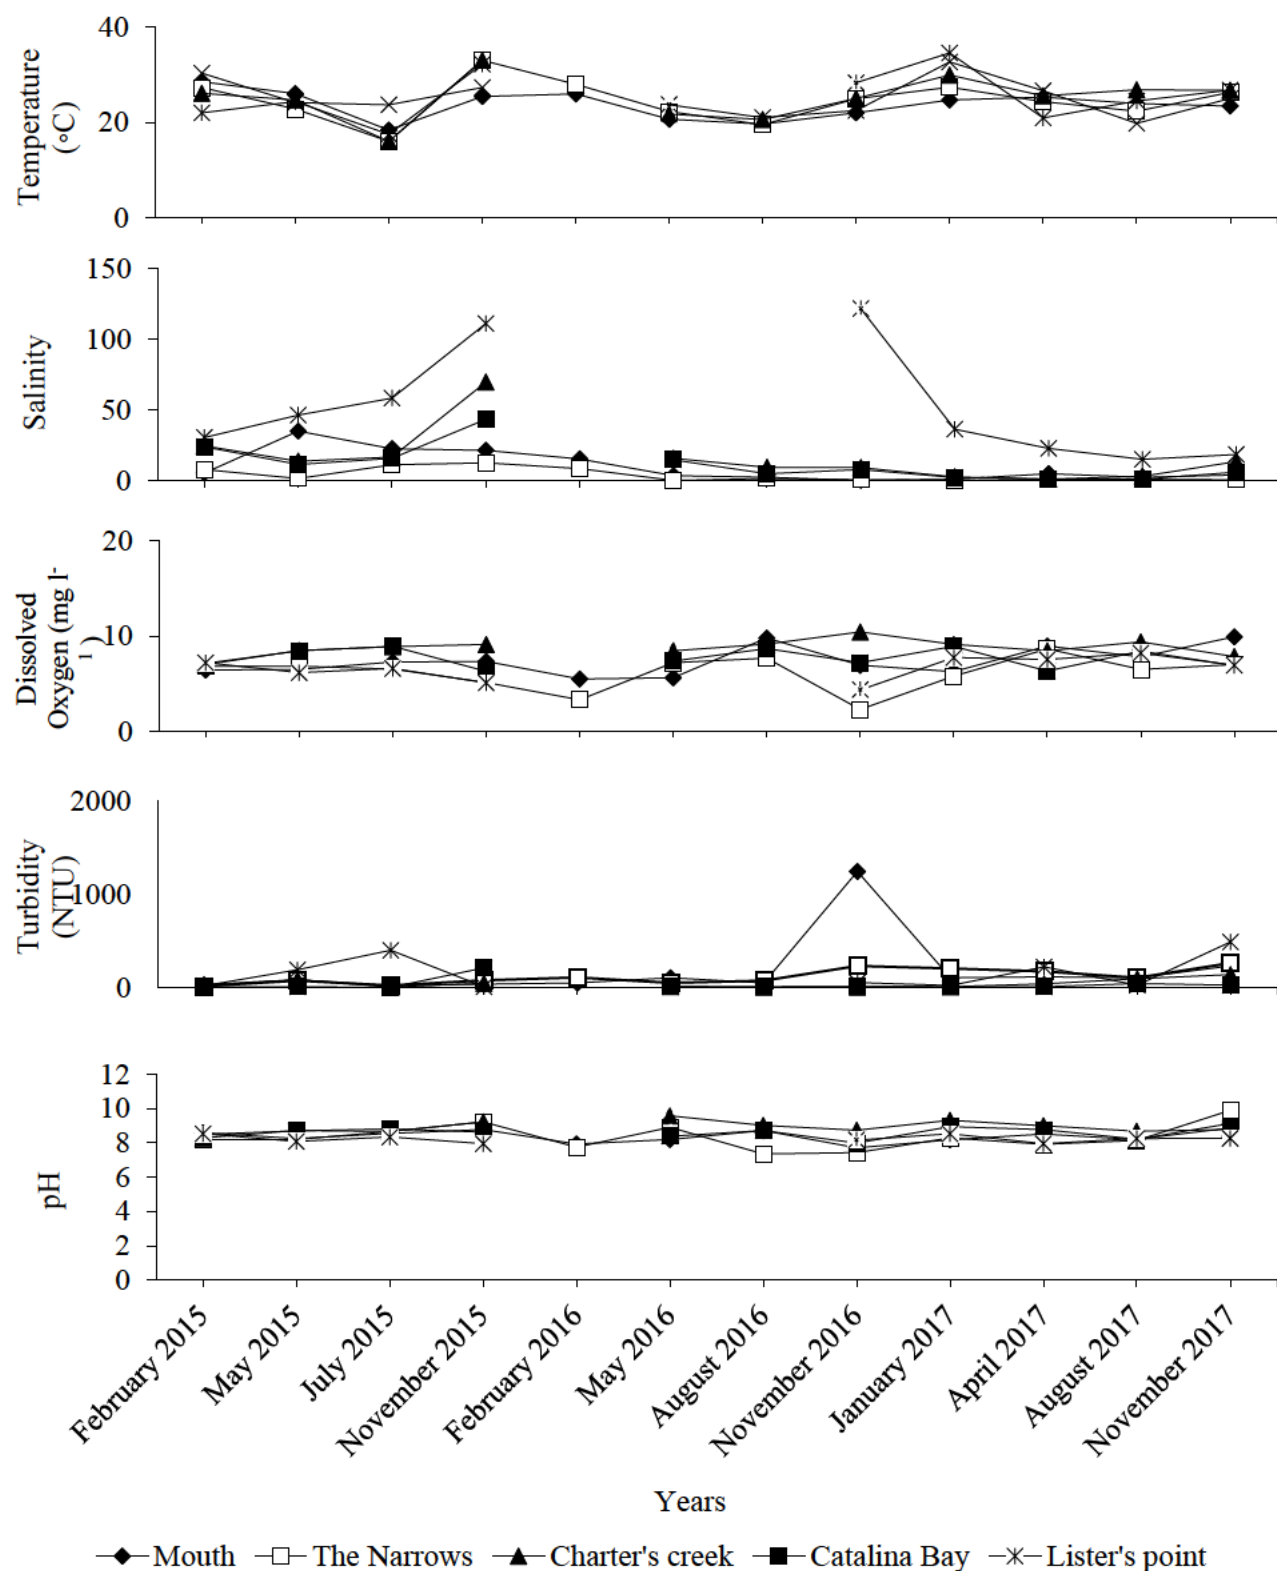 Temperature
(°C)
40
20
0
Salinity
150
100
50
0
Dissolved
Oxygen (mg l-
1 )
20
10
0
Turbidity
(NTU)
2000
1000
0
pH
12
10
8
6
4
2
0
February 2015
May 2015
July 2015
November 2015
February 2016
May 2016
August 2016
November 2016
January 2017
April 2017
August 2017
November 2017
Years
Mouth The Narrows Charter's creek Catalina Bay Lister's point